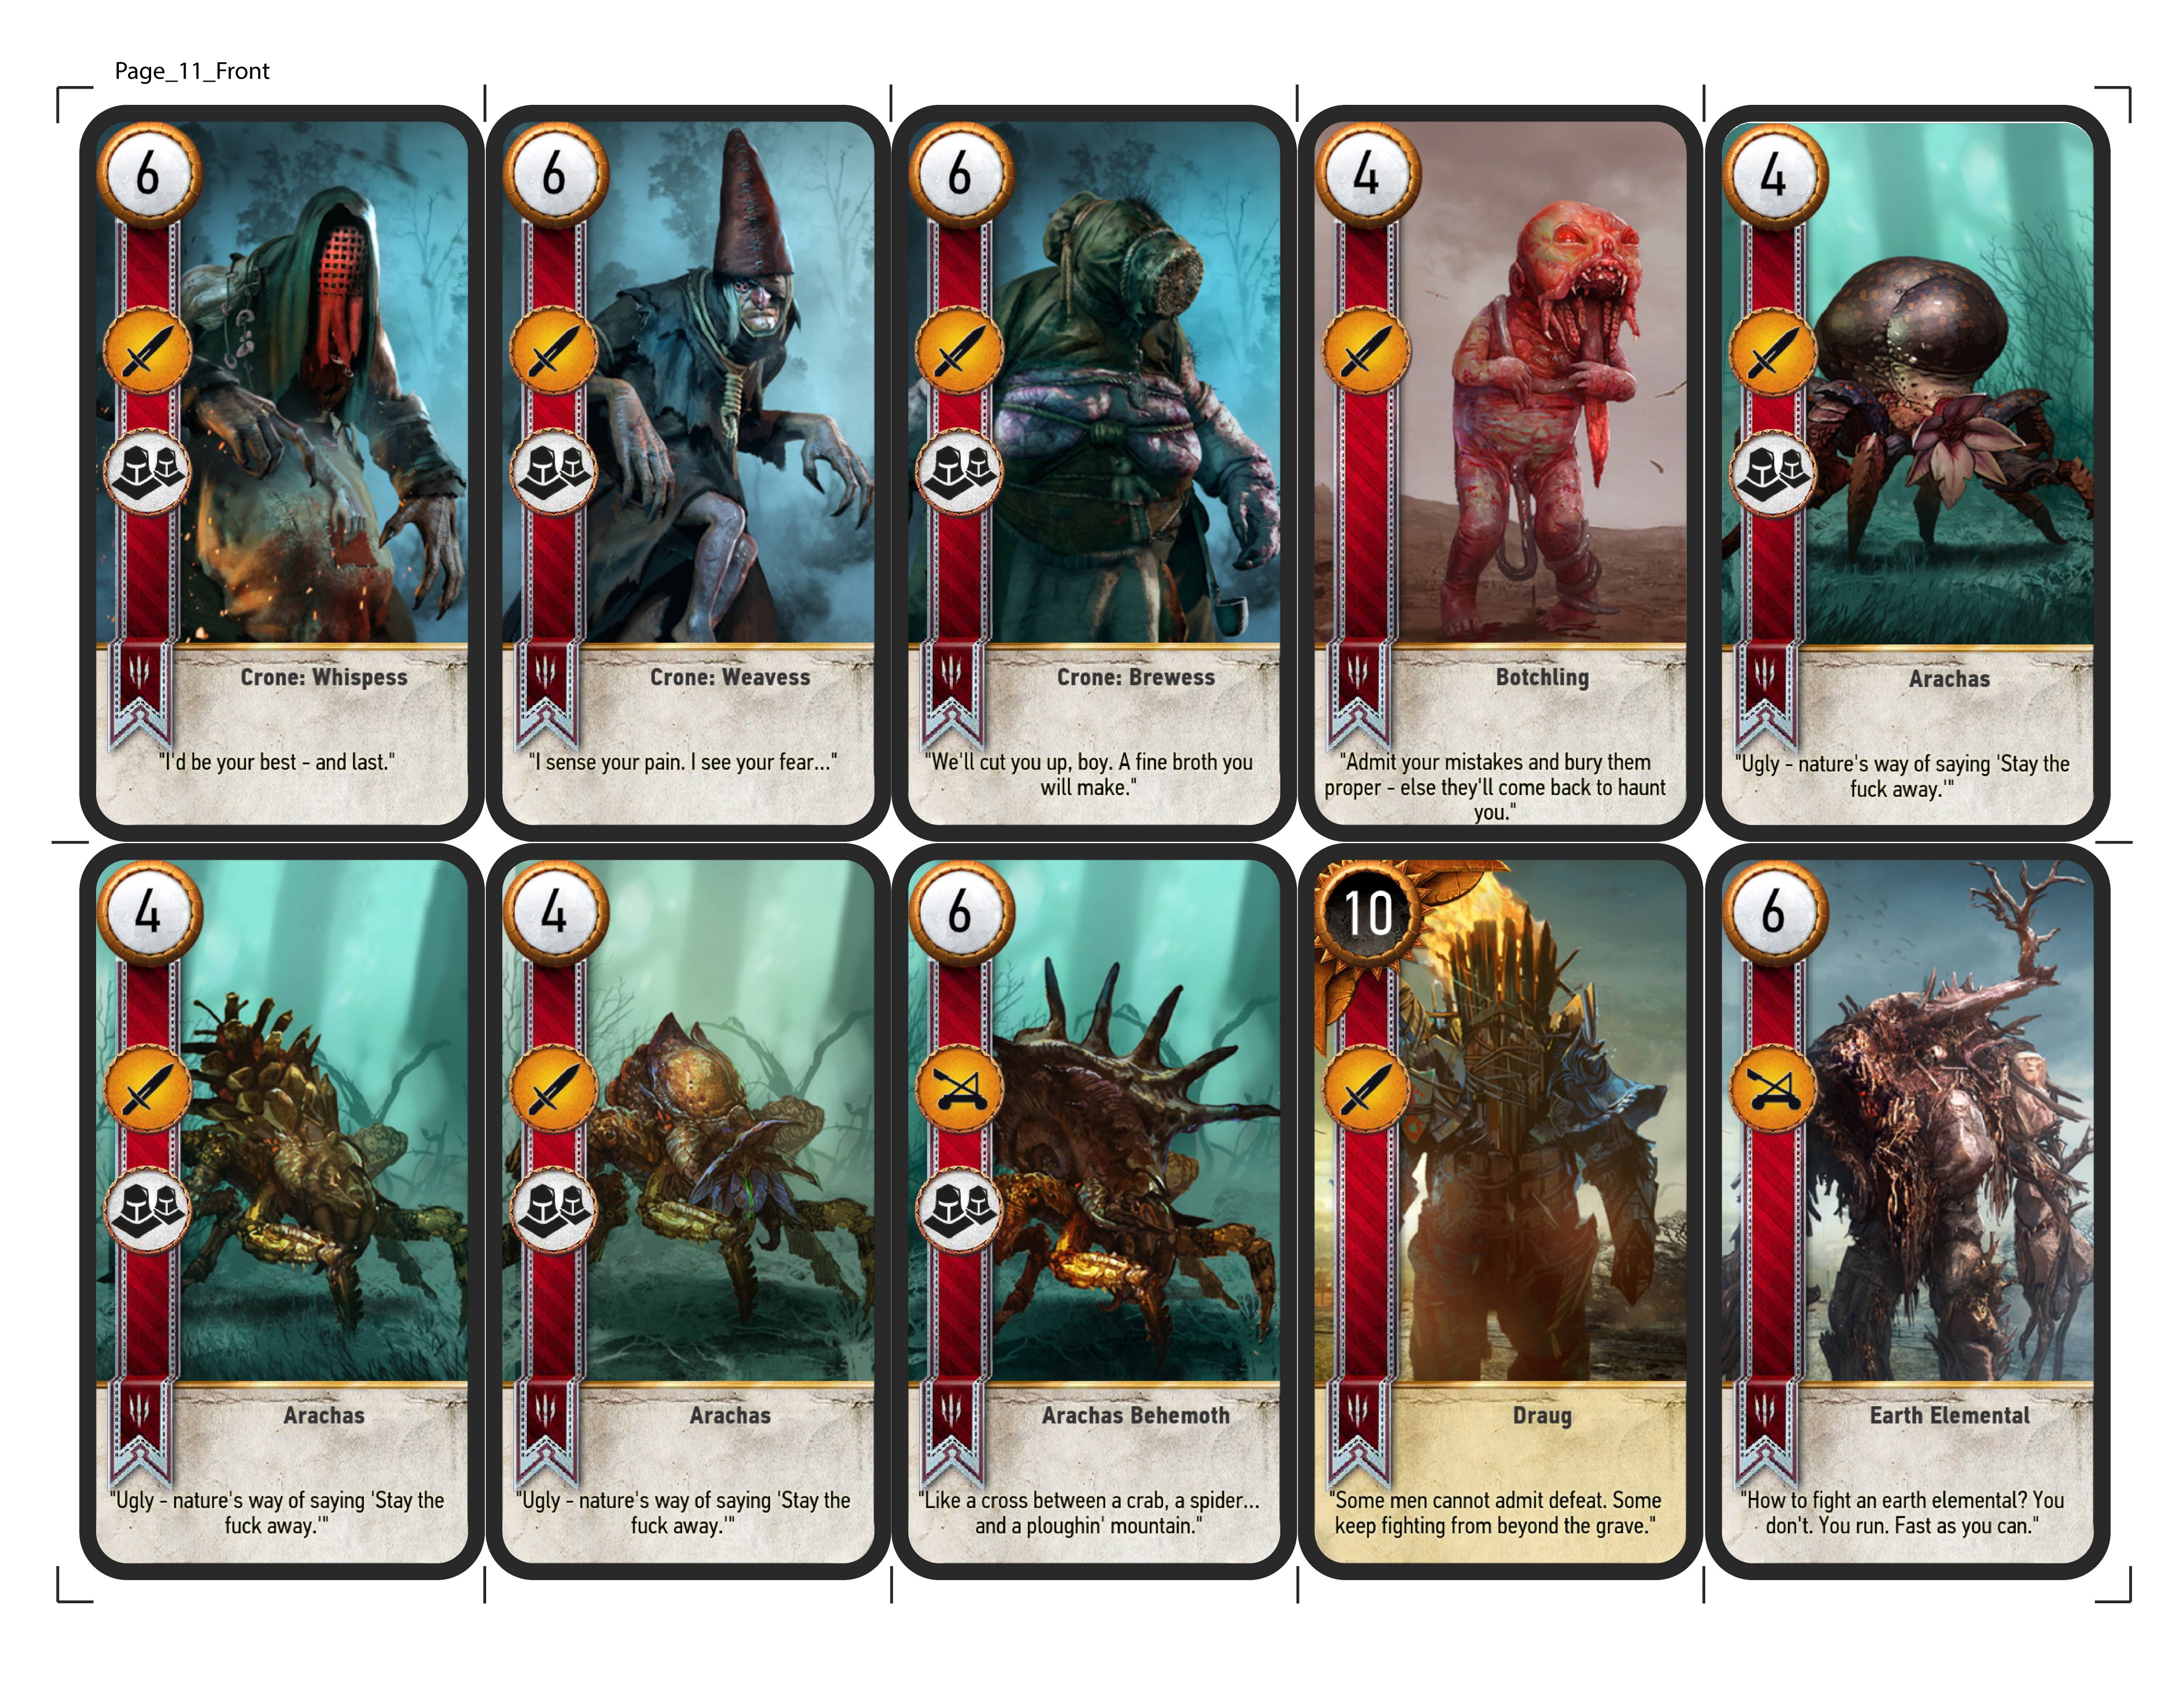 Page_11_Front
6
Crone: Whispess
"I'd be your best - and last."
6
Crone: Weavess
"I sense your pain. I see your fear..."
6
Crone: Brewess
"We'll cut you up, boy. A fine broth you
will make."
4
Botchling
"Admit your mistakes and bury them
proper - else they'll come back to haunt
you."
4
Arachas
"Ugly - nature's way of saying 'Stay the
fuck away.'"
4
Arachas
"Ugly - nature's way of saying 'Stay the
fuck away.'"
4
Arachas
"Ugly - nature's way of saying 'Stay the
fuck away.'"
6
Arachas Behemoth
"Like a cross between a crab, a spider...
and a ploughin' mountain."
10
Draug
"Some men cannot admit defeat. Some
keep fighting from beyond the grave."
6
Earth Elemental
"How to fight an earth elemental? You
don't. You run. Fast as you can."